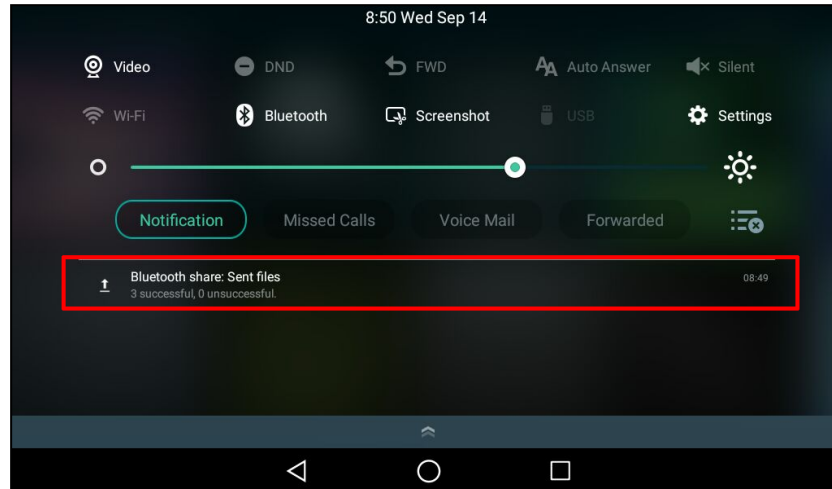 8:50 Wed Sep 14
Video DND FWD Auto Answer Silent
Wi-Fi Bluetooth Screenshot USB Settings
Notification Missed Calls Voice Mail Forwarded
Bluetooth share: Sent files 08:49
3 successful, 0 unsuccessful.